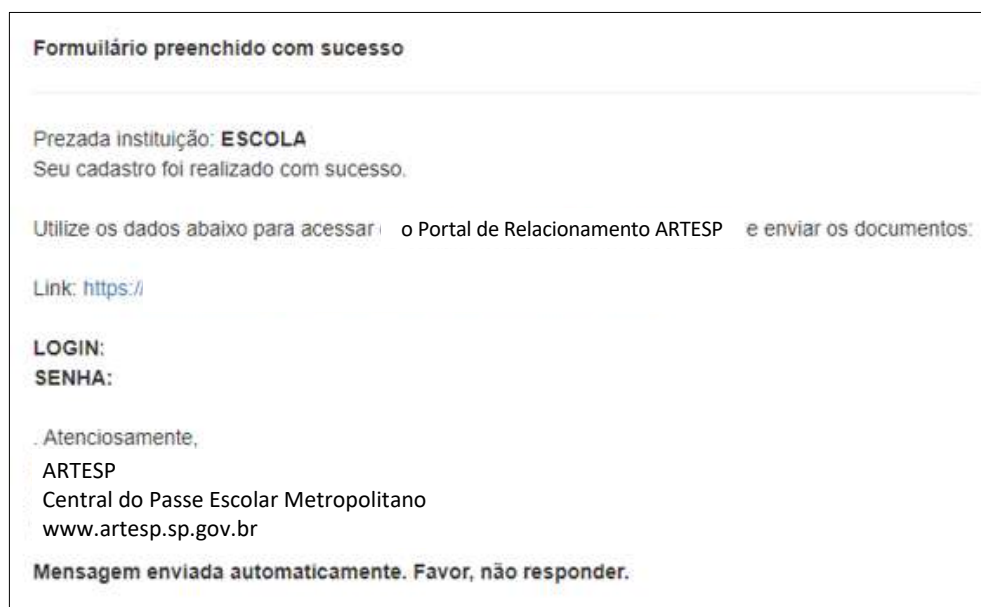 Formuilário preenchido com sucesso
Prezada instituição: ESCOLA
Seu cadastro foi realizado com sucesso.
Utilize os dados abaixo para acessar o Portal de Relacionamento ARTESP e enviar os documentos:
Link: https://
LOGIN:
SENHA:
. Atenciosamente,
ARTESP
Central do Passe Escolar Metropolitano
www.artesp.sp.gov.br
Mensagem enviada automaticamente. Favor, não responder.